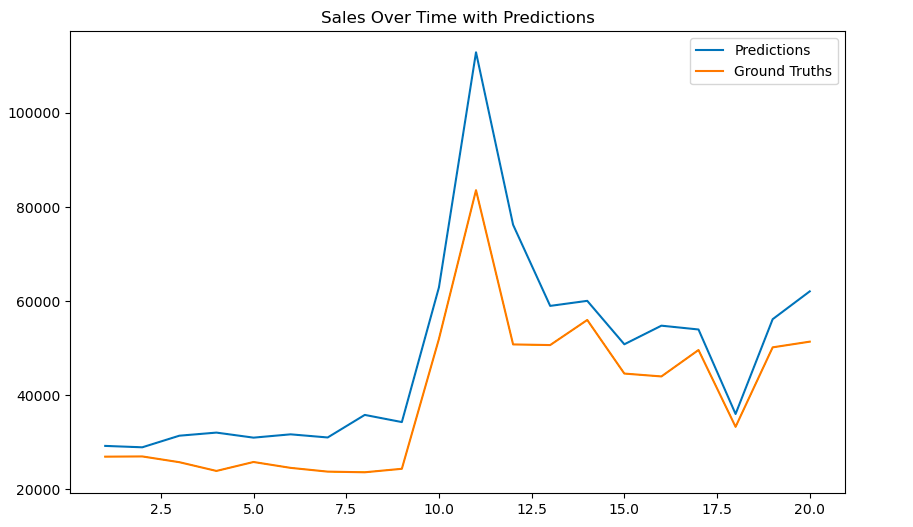 Sales Over Time with Predictions
Predictions
Ground Truths
100000
80000
60000
40000
20000
2.5 5.0 7.5 10.0 12.5 15.0 17.5 20.0